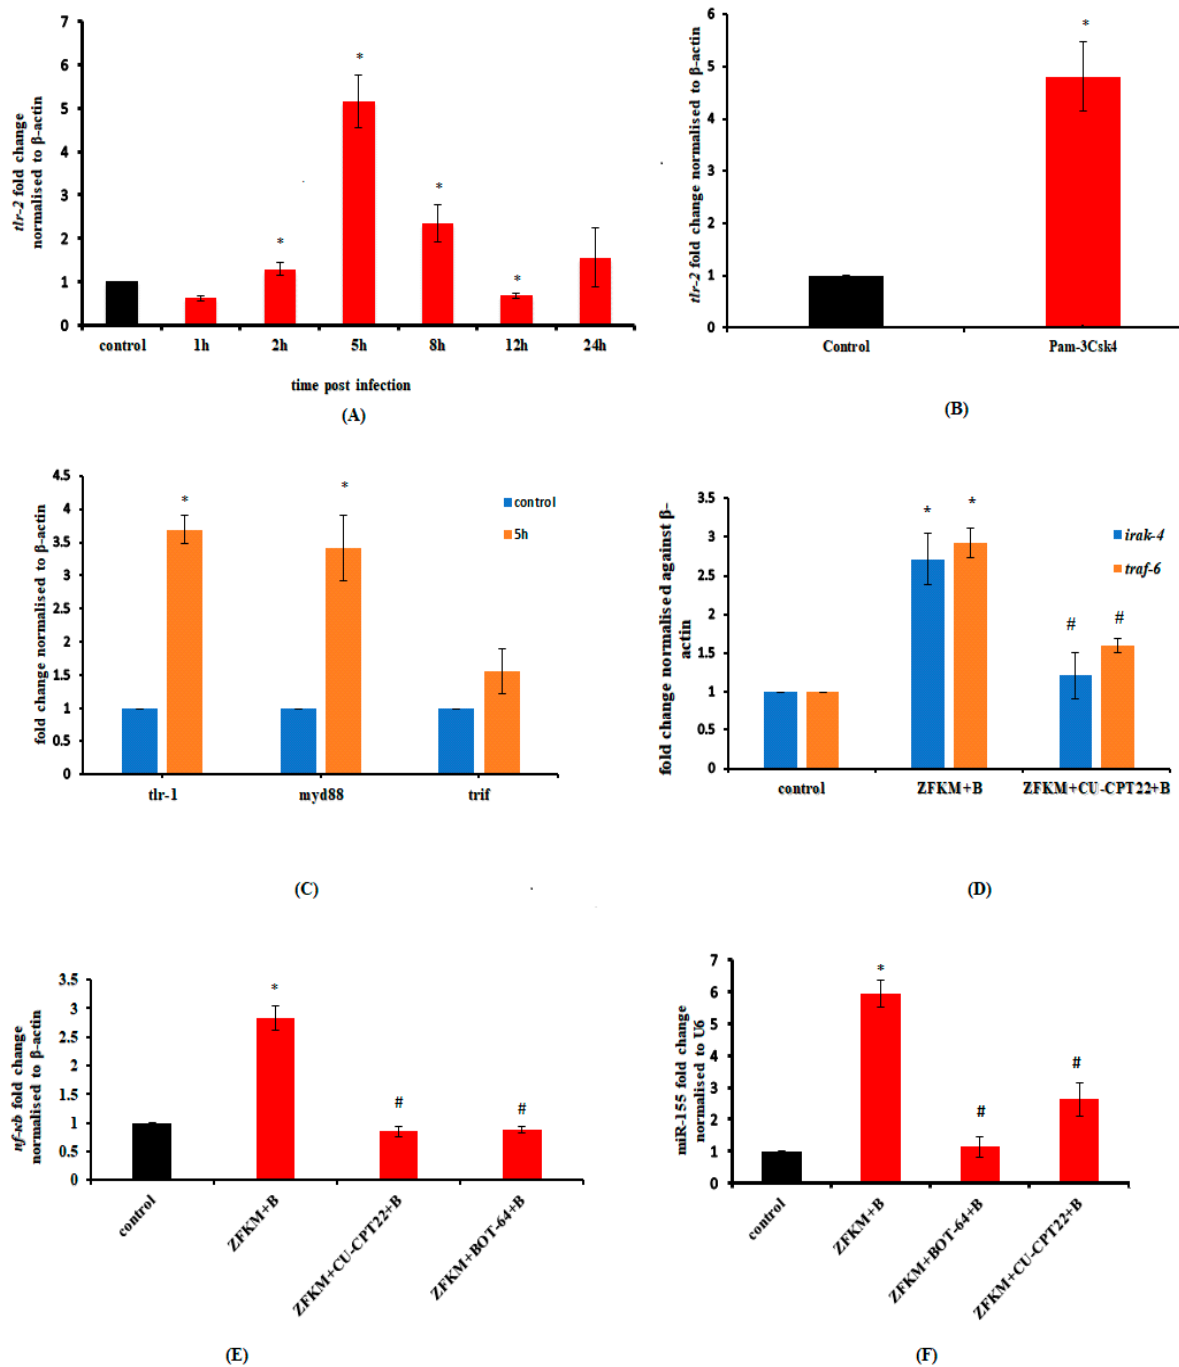 7
6
5
4
3
2
1
0
tlr-2 fold change
normalised to β-actin
*
*
*
*
control 1h 2h 5h 8h 12h 24h
time post infection
(A)
6
5
4
3
2
1
0
tlr-2 fold change normalised to β-actin
*
Control Pam-3Csk4
(B)
4.5
4
3.5
3
2.5
2
1.5
1
0.5
0
fold change normalised to β-actin
*
*
control
5h
tlr-1 myd88 trif
(C)
3.5
3
2.5
2
1.5
1
0.5
0
fold change normalised against β-
actin
* *
# #
irak-4
traf-6
control ZFKM+B ZFKM+CU-CPT22+B
(D)
3.5
3
2.5
2
1.5
1
0.5
0
nf-κb fold change
normalised to β-actin
*
#
#
control
ZFKM+B
ZFKM+CU-CPT22+B
ZFKM+BOT-64+B
(E)
7
6
5
4
3
2
1
0
miR-155 fold change
normalised to U6
*
#
#
control
ZFKM+B
ZFKM+BOT-64+B
ZFKM+CU-CPT22+B
(F)